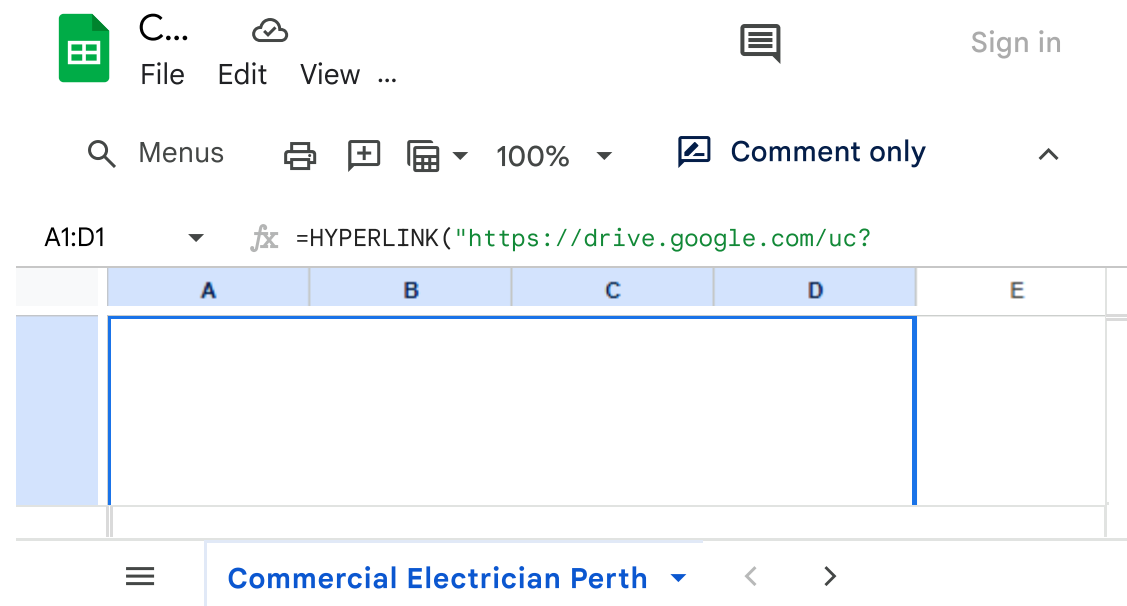 C...
File Edit View ...
Sign in
Menus 100% Comment only
A1:D1 fx =HYPERLINK("https://drive.google.com/uc?
A B C D E
Commercial Electrician Perth